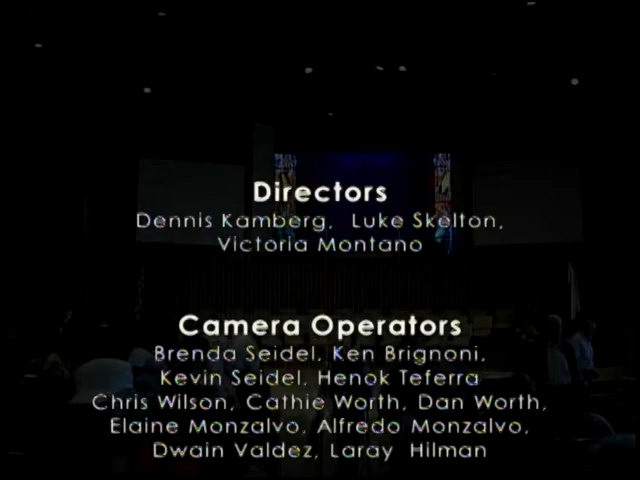 Directors
Dennis Kamberg, Luke Skelton,
Victoria Montano
Camera Operators
Brenda Seidel, Ken Brignoni,
Kevin Seidel, Henok Teferra
Chris Wilson, Cathie Worth, Dan Worth,
Elaine Monzalvo, Alfredo Monzalvo,
Dwain Valdez, Laray Hilman